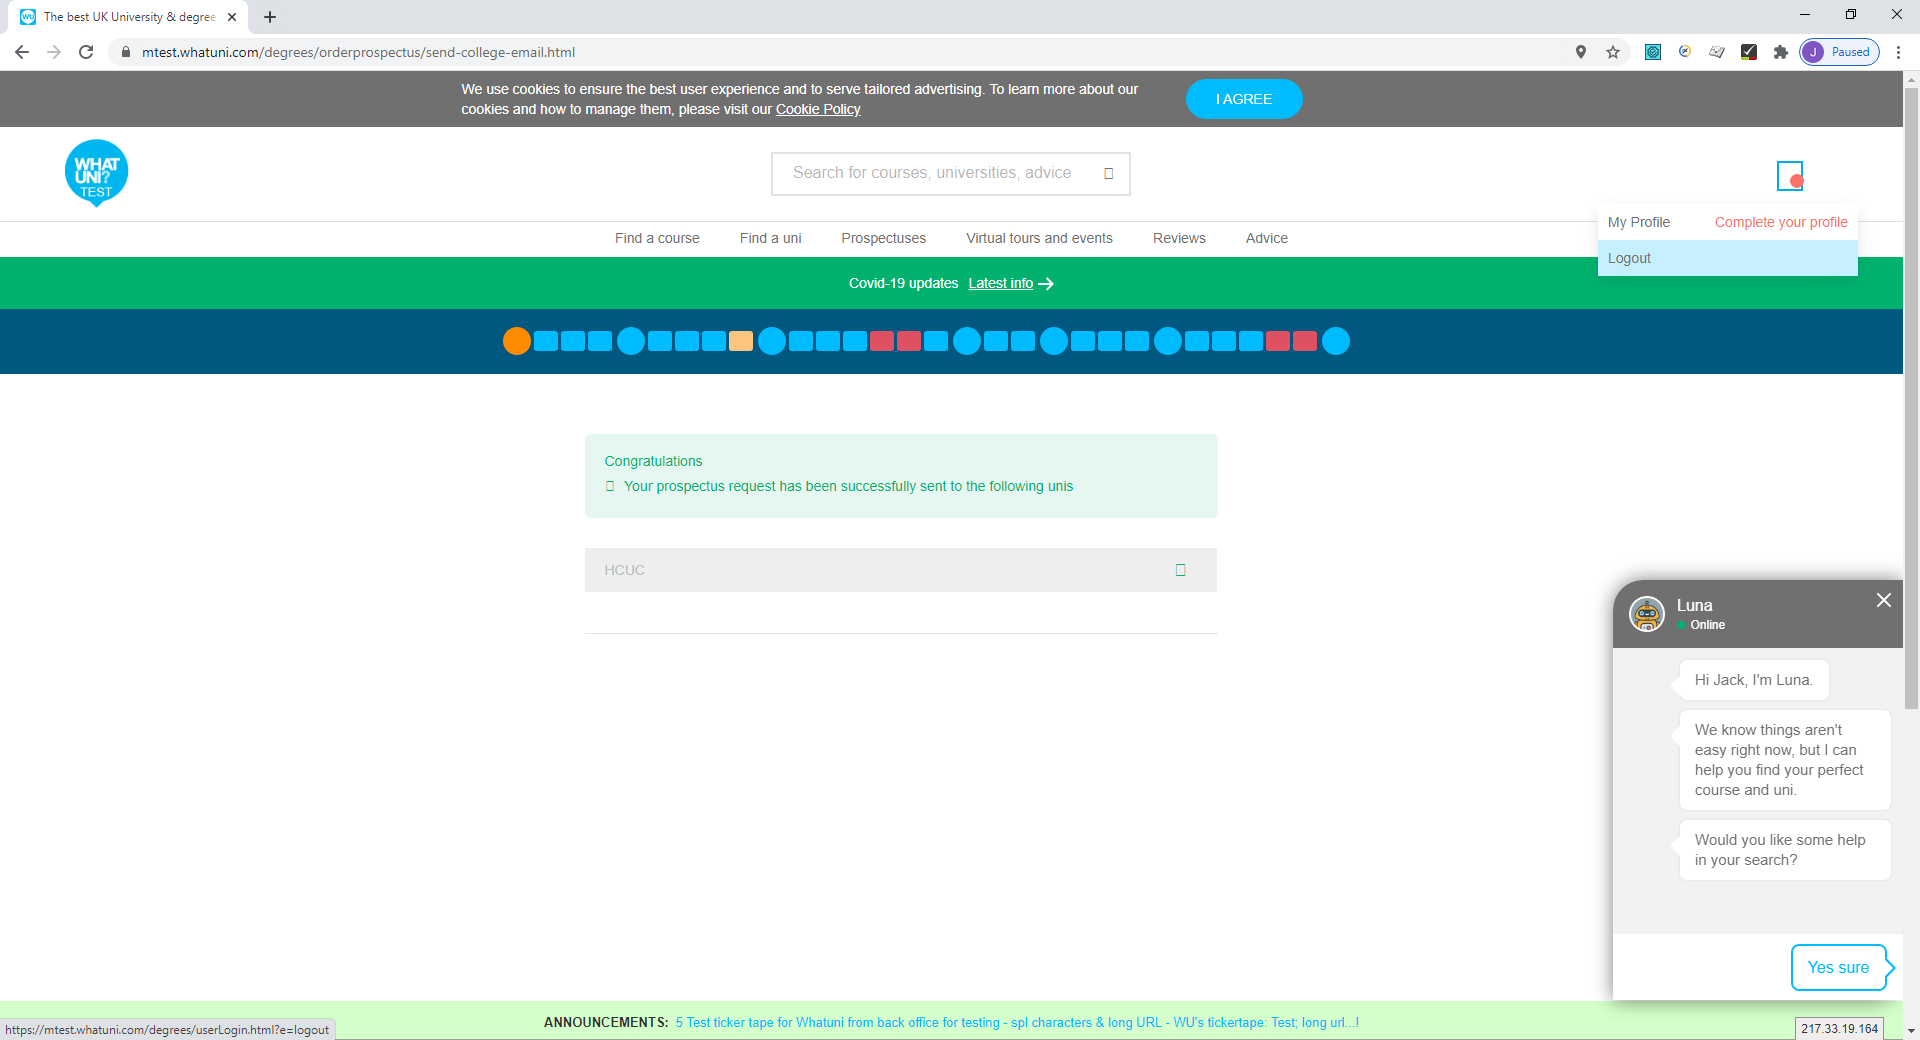 The best UK University & degree
mtest.whatuni.com/degrees/orderprospectus/send-college-email.html
J Paused
We use cookies to ensure the best user experience and to serve tailored advertising. To learn more about our
cookies and how to manage them, please visit our Cookie Policy
I AGREE
WHAT
UNI?
TEST
Search for courses, universities, advice
My Profile Complete your profile
Logout
Find a course Find a uni Prospectuses Virtual tours and events Reviews Advice
Covid-19 updates Latest info
Congratulations
Your prospectus request has been successfully sent to the following unis
HCUC
Luna
Online
Hi Jack, I'm Luna.
We know things aren't
easy right now, but I can
help you find your perfect
course and uni.
Would you like some help
in your search?
Yes sure
ANNOUNCEMENTS: 5 Test ticker tape for Whatuni from back office for testing - spl characters & long URL - WU's tickertape: Test; long url...!
https://mtest.whatuni.com/degrees/userLogin.html?e=logout
217.33.19.164